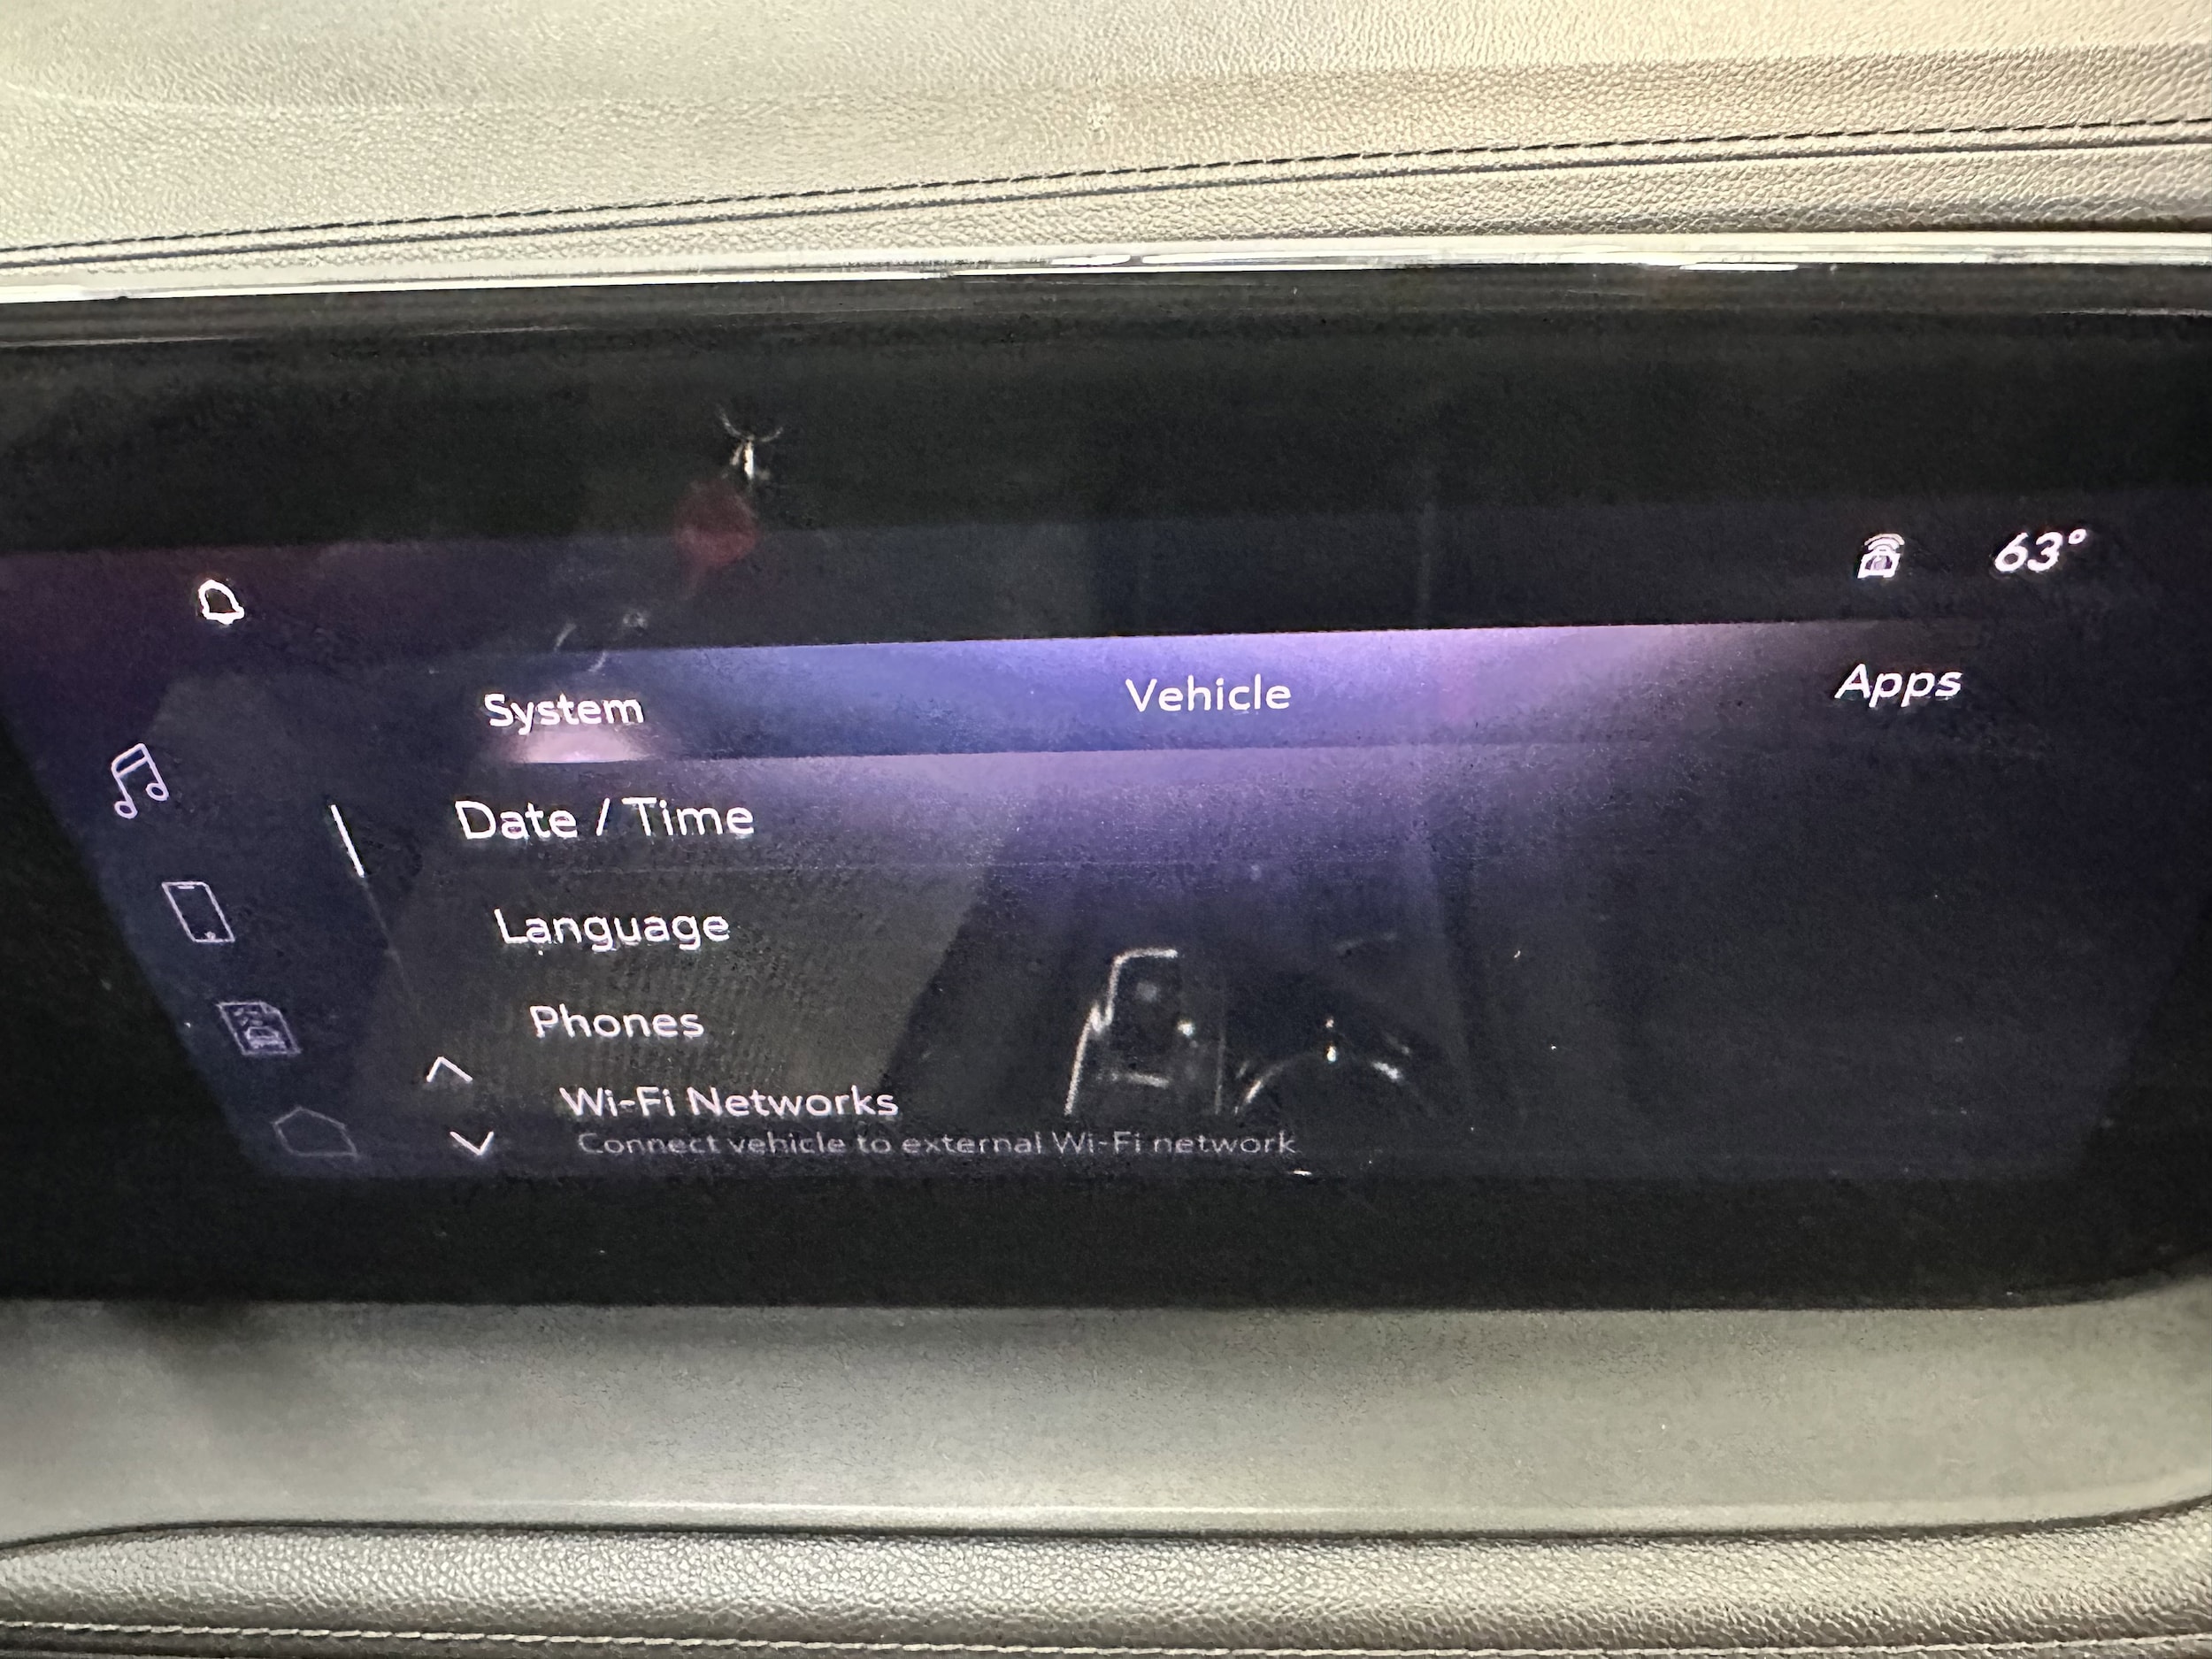 63°
System Vehicle Apps
Date / Time
Language
Phones
Wi-Fi Networks
Connect vehicle to external Wi-Fi network